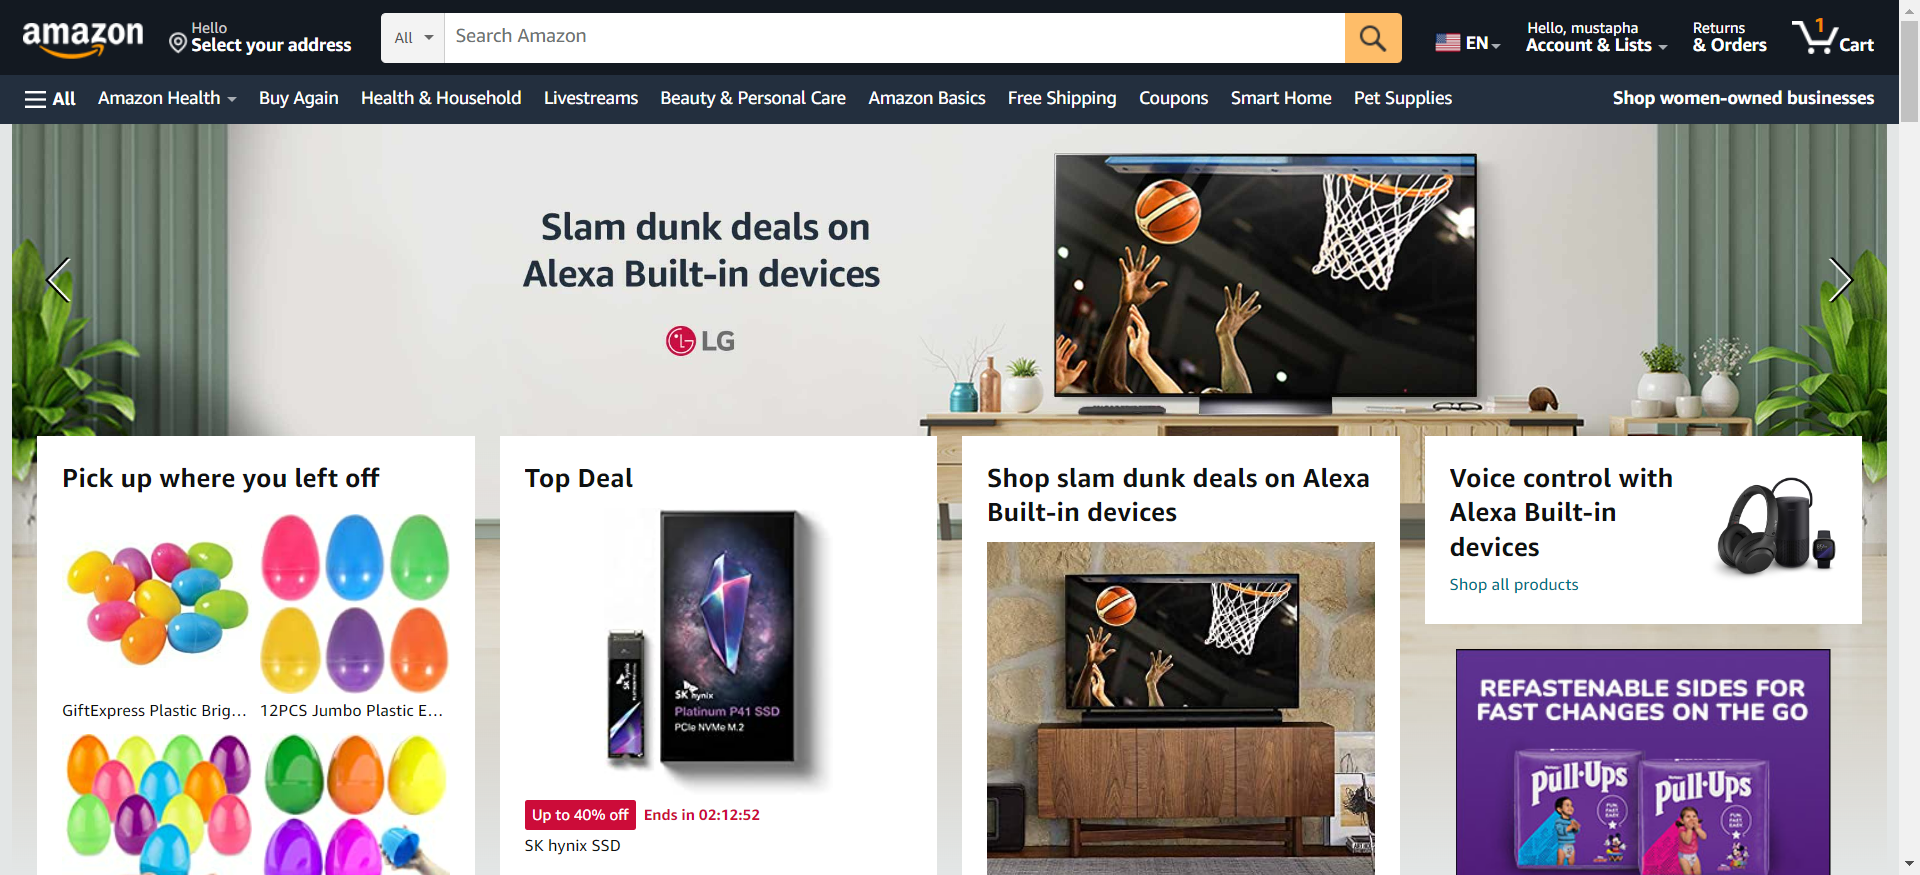 amazon
Hello
Select your address
All
Search Amazon
EN
Hello, mustapha
Account & Lists
Returns
& Orders
1
Cart
All
Amazon Health
Buy Again
Health & Household
Livestreams
Beauty & Personal Care
Amazon Basics
Free Shipping
Coupons
Smart Home
Pet Supplies
Shop women-owned businesses
Slam dunk deals on
Alexa Built-in devices
LG
Pick up where you left off
GiftExpress Plastic Brig...
12PCS Jumbo Plastic E...
Top Deal
SK hynix
SK hynix
Platinum P41 SSD
PCIe NVMe M.2
Up to 40% off
Ends in 02:12:52
SK hynix SSD
Shop slam dunk deals on Alexa
Built-in devices
Voice control with
Alexa Built-in
devices
Shop all products
REFASTENABLE SIDES FOR
FAST CHANGES ON THE GO
Pull-Ups
Pull-Ups